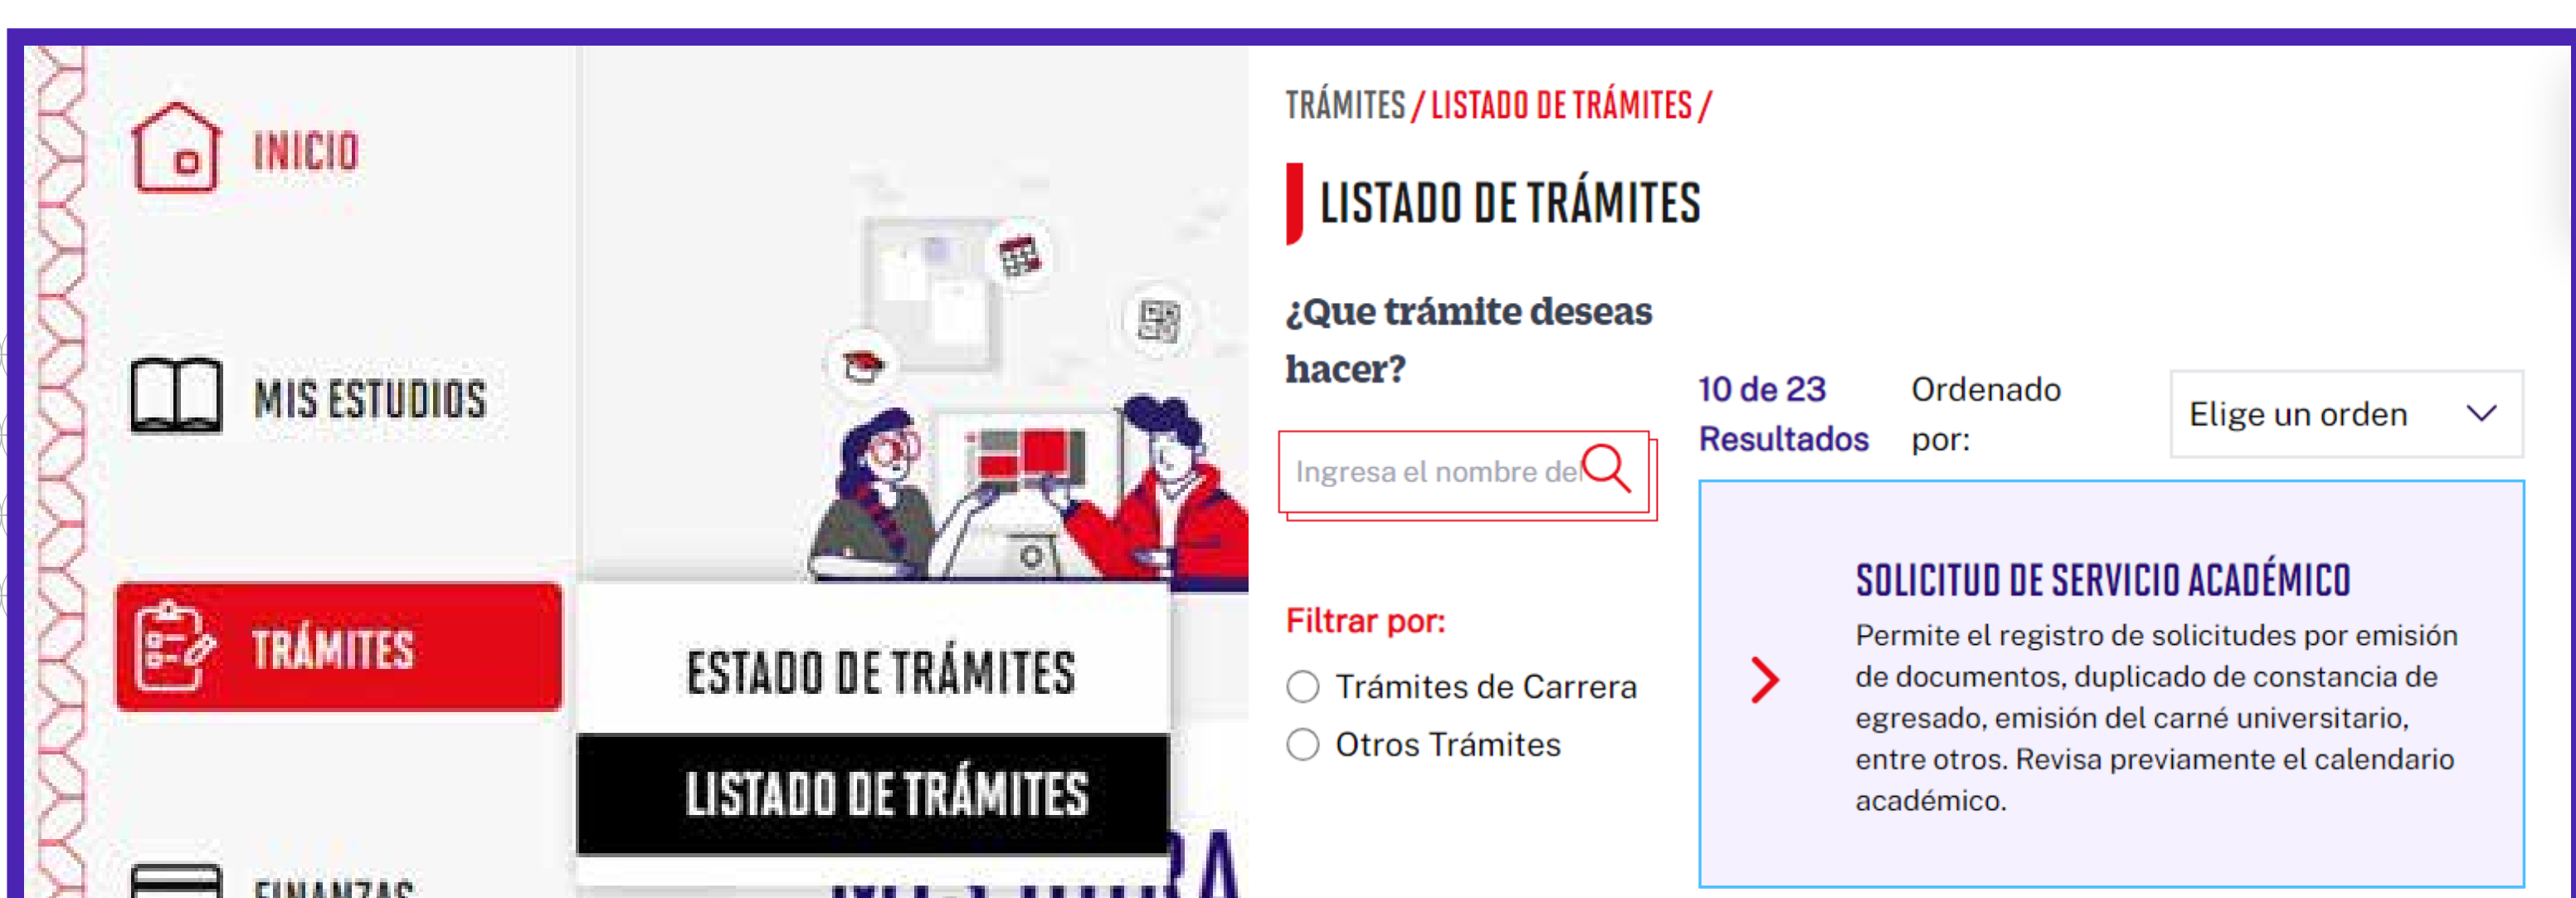 INICIO
MIS ESTUDIOS
TRÁMITES
ESTADO DE TRÁMITES
LISTADO DE TRÁMITES
FINANZAS
TRÁMITES / LISTADO DE TRÁMITES /
LISTADO DE TRÁMITES
¿Que trámite deseas
hacer?
Ingresa el nombre del
Filtrar por:
Trámites de Carrera
Otros Trámites
10 de 23
Resultados
Ordenado
por:
Elige un orden
SOLICITUD DE SERVICIO ACADÉMICO
Permite el registro de solicitudes por emisión
de documentos, duplicado de constancia de
egresado, emisión del carné universitario,
entre otros. Revisa previamente el calendario
académico.